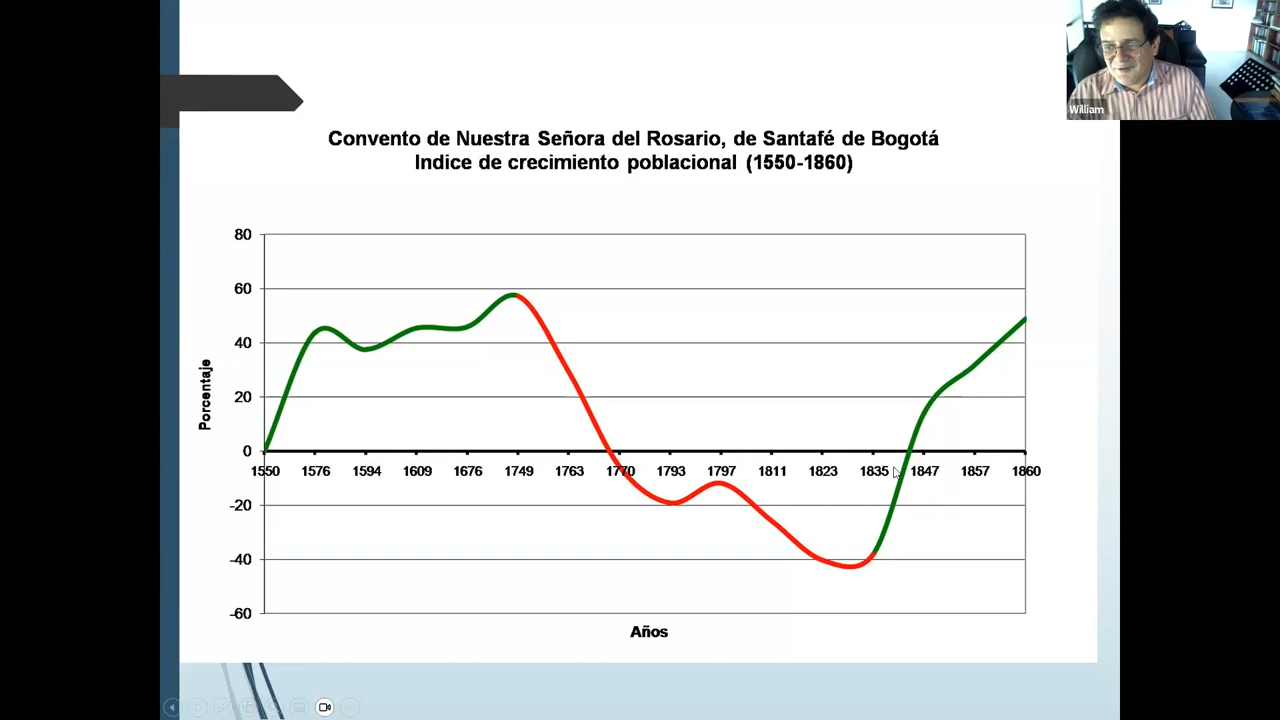 William
Convento de Nuestra Señora del Rosario, de Santafé de Bogotá
Indice de crecimiento poblacional (1550-1860)
Porcentaje
80
60
40
20
0
-20
-40
-60
1550 1576 1594 1609 1676 1749 1763 1770 1793 1797 1811 1823 1835 1847 1857 1860
Años